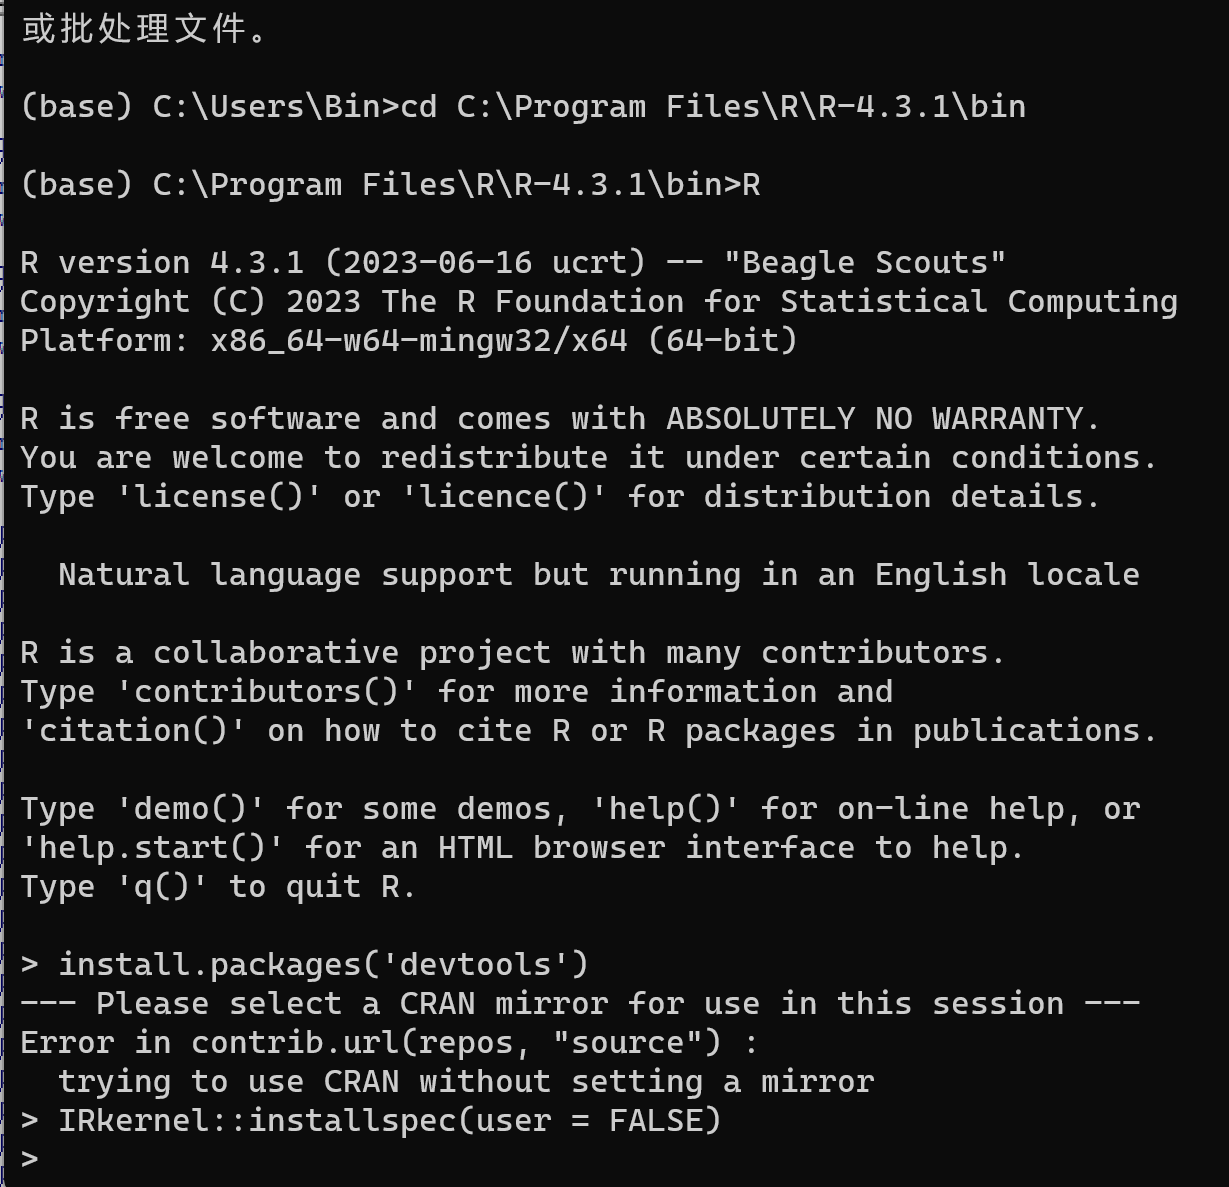 或批处理文件。
(base) C:\Users\Bin>cd C:\Program Files\R\R-4.3.1\bin
(base) C:\Program Files\R\R-4.3.1\bin>R
R version 4.3.1 (2023-06-16 ucrt) -- "Beagle Scouts"
Copyright (C) 2023 The R Foundation for Statistical Computing
Platform: x86_64-w64-mingw32/x64 (64-bit)
R is free software and comes with ABSOLUTELY NO WARRANTY.
You are welcome to redistribute it under certain conditions.
Type 'license()' or 'licence()' for distribution details.
  Natural language support but running in an English locale
R is a collaborative project with many contributors.
Type 'contributors()' for more information and
'citation()' on how to cite R or R packages in publications.
Type 'demo()' for some demos, 'help()' for on-line help, or
'help.start()' for an HTML browser interface to help.
Type 'q()' to quit R.
> install.packages('devtools')
--- Please select a CRAN mirror for use in this session ---
Error in contrib.url(repos, "source") :
  trying to use CRAN without setting a mirror
> IRkernel::installspec(user = FALSE)
>